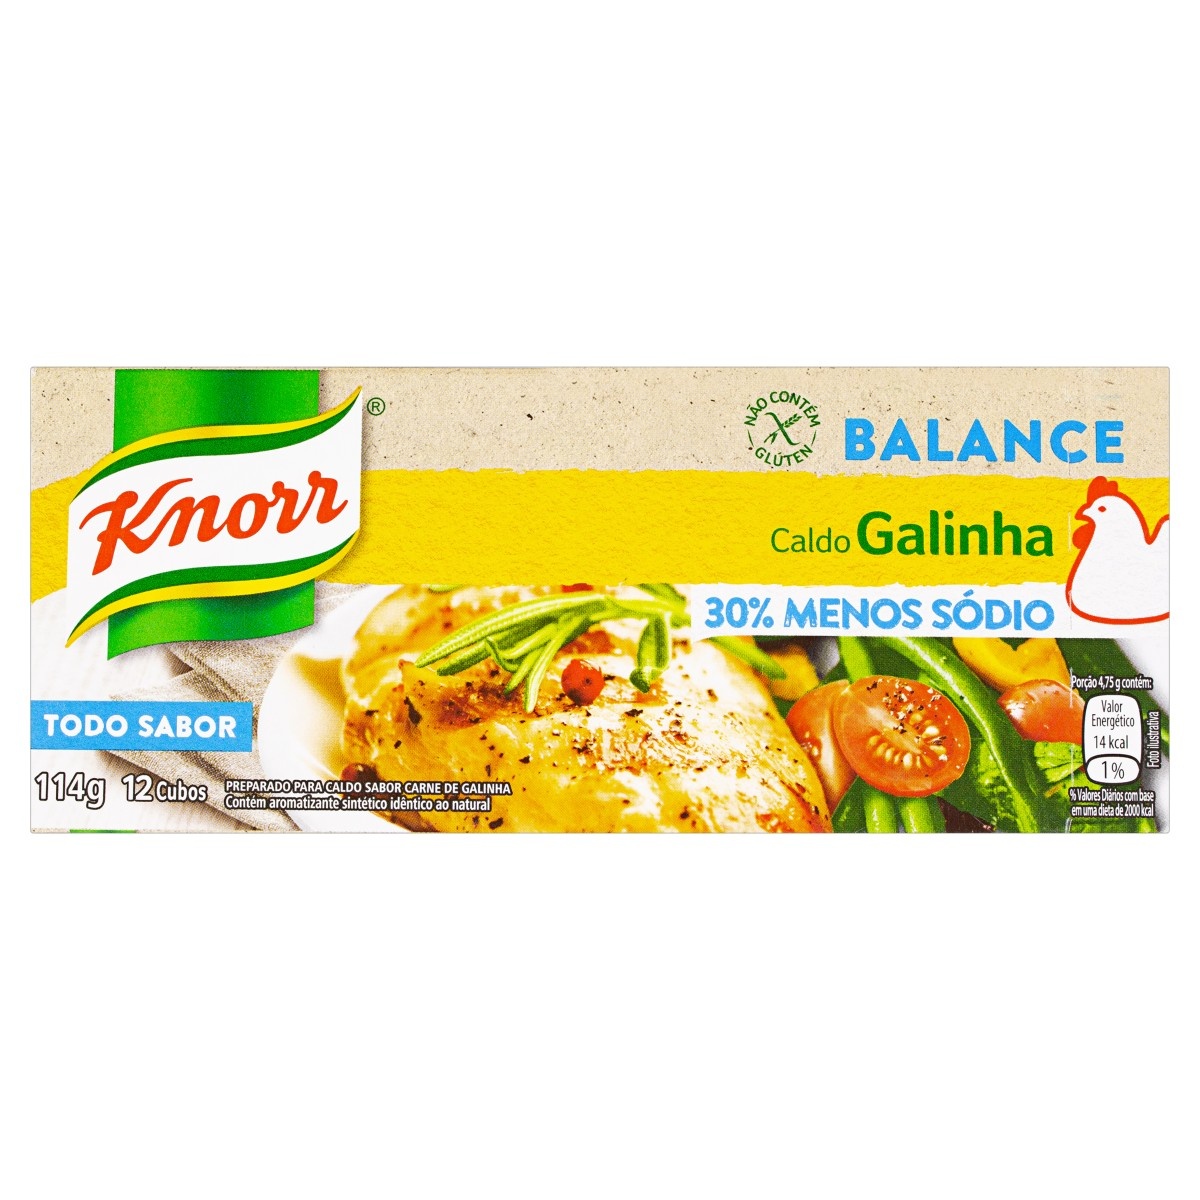 Knorr®
NÃO CONTÉM
GLÚTEN
BALANCE
Caldo Galinha
30% MENOS SÓDIO
TODO SABOR
114g 12 Cubos
PREPARADO PARA CALDO SABOR CARNE DE GALINHA
Contém aromatizante sintético idêntico ao natural
Porção 4,75 g contém:
Valor
Energético
14 kcal
1%
% Valores Diários com base
em uma dieta de 2000 kcal
Foto ilustrativa